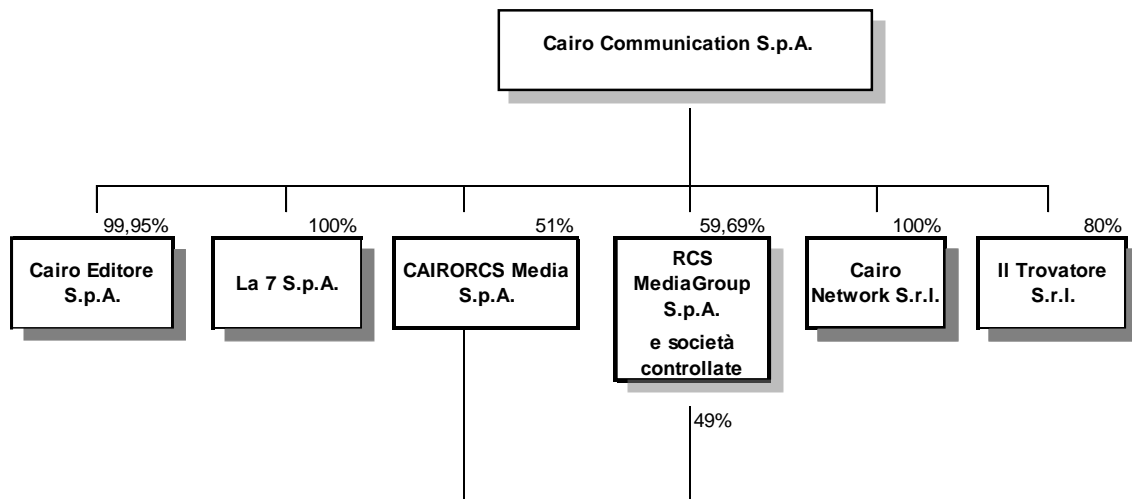 Cairo Communication S.p.A.
99,95%
100%
51%
59,69%
100%
80%
Cairo Editore
S.p.A.
La 7 S.p.A.
CAIRORCS Media
S.p.A.
RCS
MediaGroup
S.p.A.
e società
controllate
Cairo
Network S.r.l.
Il Trovatore
S.r.l.
49%